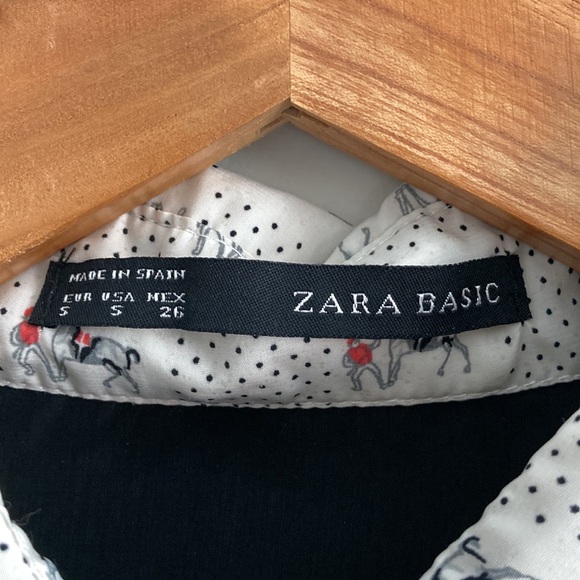 MADE IN SPAIN
EUR USA MEX
S S 26
ZARA BASIC